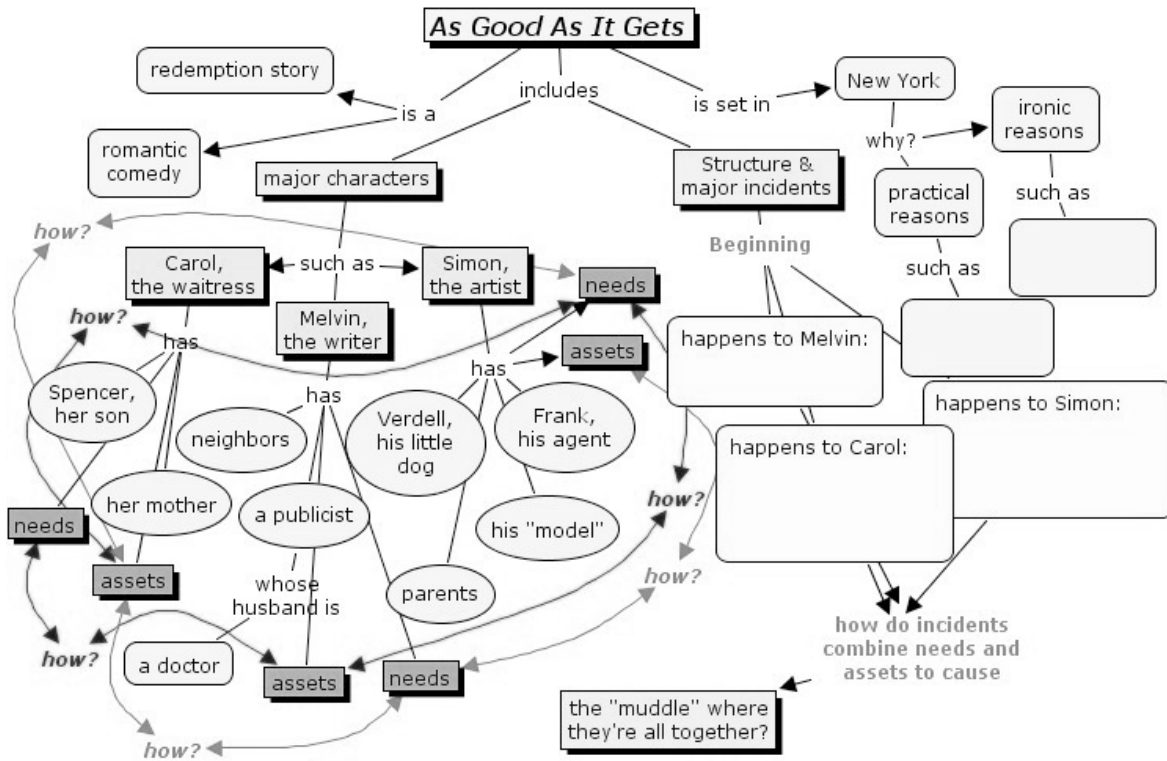 As Good As It Gets
redemption story
includes
is a
is set in
New York
ironic
reasons
why?
romantic
comedy
major characters
Structure &
major incidents
practical
reasons
such as
how?
Beginning
Carol,
the waitress
such as
Simon,
the artist
needs
such as
how?
Melvin,
the writer
has
assets
happens to Melvin:
has
Spencer,
her son
has
neighbors
Verdell,
his little
dog
Frank,
his agent
happens to Simon:
happens to Carol:
her mother
a publicist
his "model"
how?
needs
assets
whose
husband is
parents
how?
how?
a doctor
assets
needs
how do incidents
combine needs and
assets to cause
the "muddle" where
they're all together?
how?